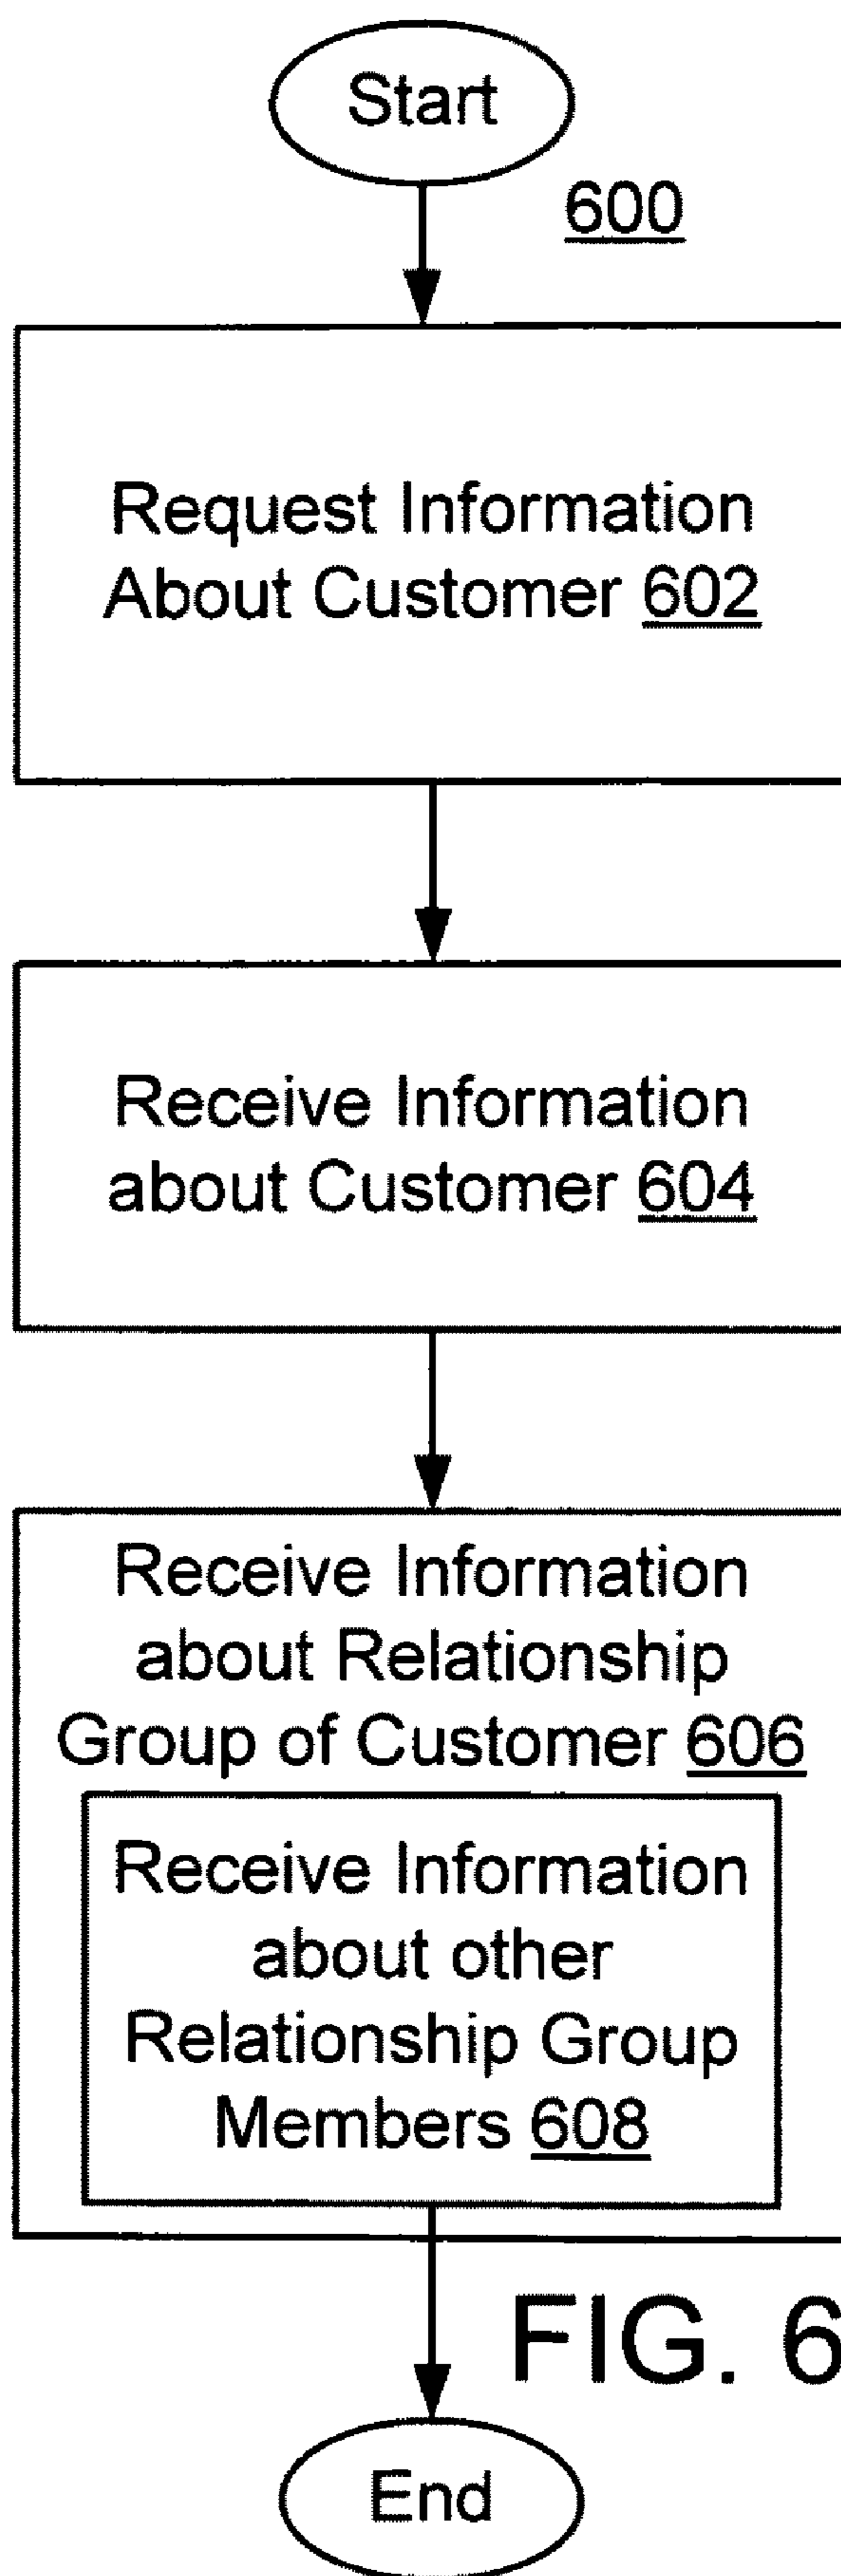 Start
600
Request Information
About Customer 602
Receive Information
about Customer 604
Receive Information
about Relationship
Group of Customer 606
Receive Information
about other
Relationship Group
Members 608
FIG. 6
End